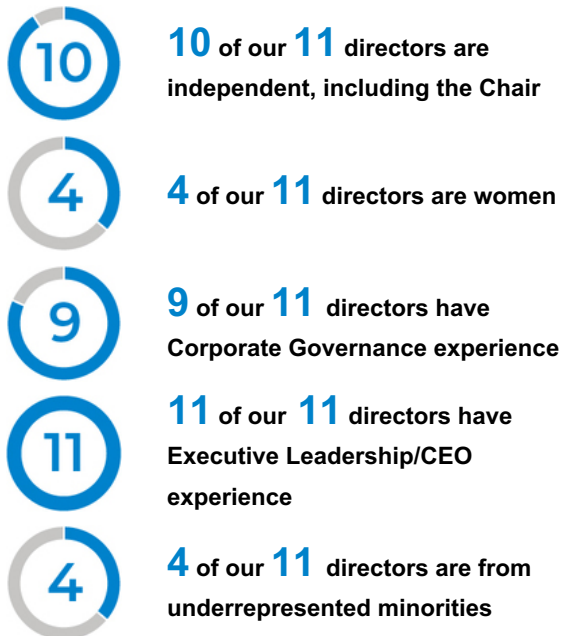 10
10 of our 11 directors are
independent, including the Chair
4
4 of our 11 directors are women
9
9 of our 11 directors have
Corporate Governance experience
11
11 of our 11 directors have
Executive Leadership/CEO
experience
4
4 of our 11 directors are from
underrepresented minorities